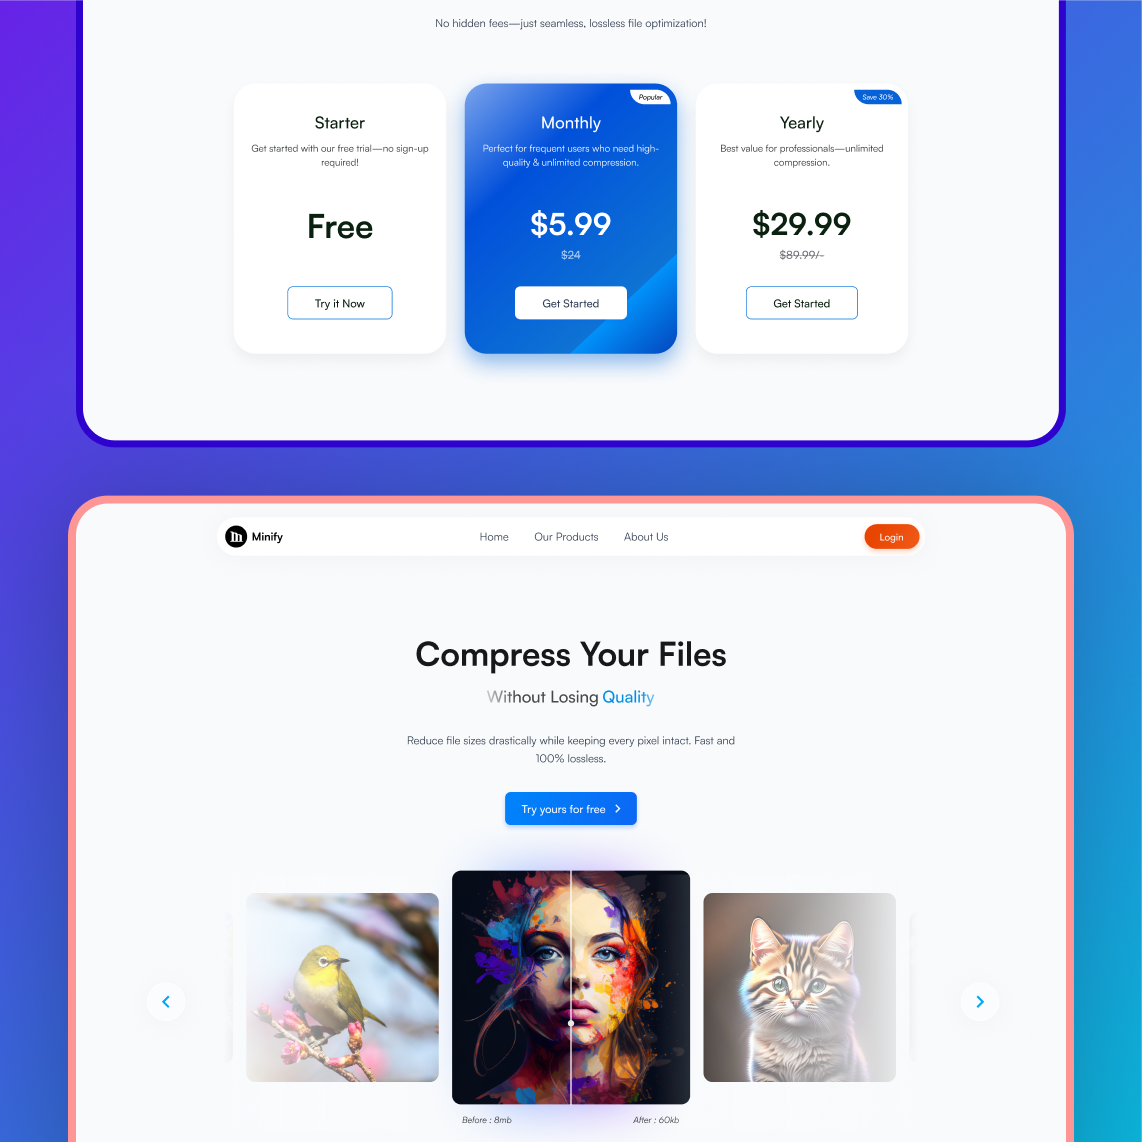 No hidden fees—just seamless, lossless file optimization!
Starter
Get started with our free trial—no sign-up
required!
Free
Try it Now
Popular
Monthly
Perfect for frequent users who need high-
quality & unlimited compression.
$5.99
$24
Get Started
Save 30%
Yearly
Best value for professionals—unlimited
compression.
$29.99
$89.99/-
Get Started
Minify
Home
Our Products
About Us
Login
Compress Your Files
Without Losing Quality
Reduce file sizes drastically while keeping every pixel intact. Fast and
100% lossless.
Try yours for free
Before : 8mb
After : 60kb